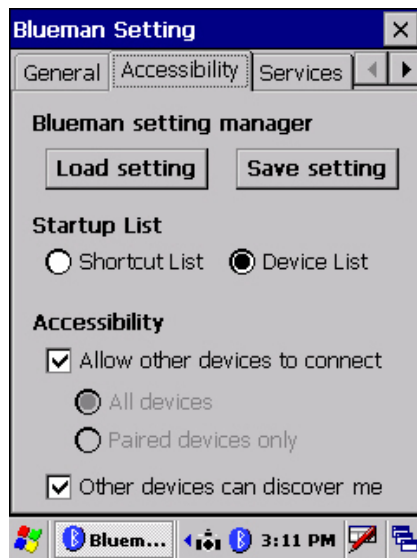 Blueman Setting
General Accessibility Services
Blueman setting manager
Load setting Save setting
Startup List
Shortcut List Device List
Accessibility
Allow other devices to connect
All devices
Paired devices only
Other devices can discover me
Bluem... 3:11 PM